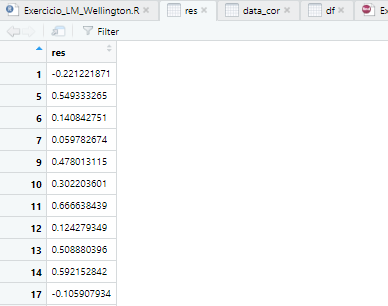 Exercicio_LM_Wellington.R
res
data_cor
df
Ex
Filter
res
1 -0.221221871
5 0.549333265
6 0.140842751
7 0.059782674
9 0.478013115
10 0.302203601
11 0.666638439
12 0.124279349
13 0.508880396
14 0.592152842
17 -0.105907934